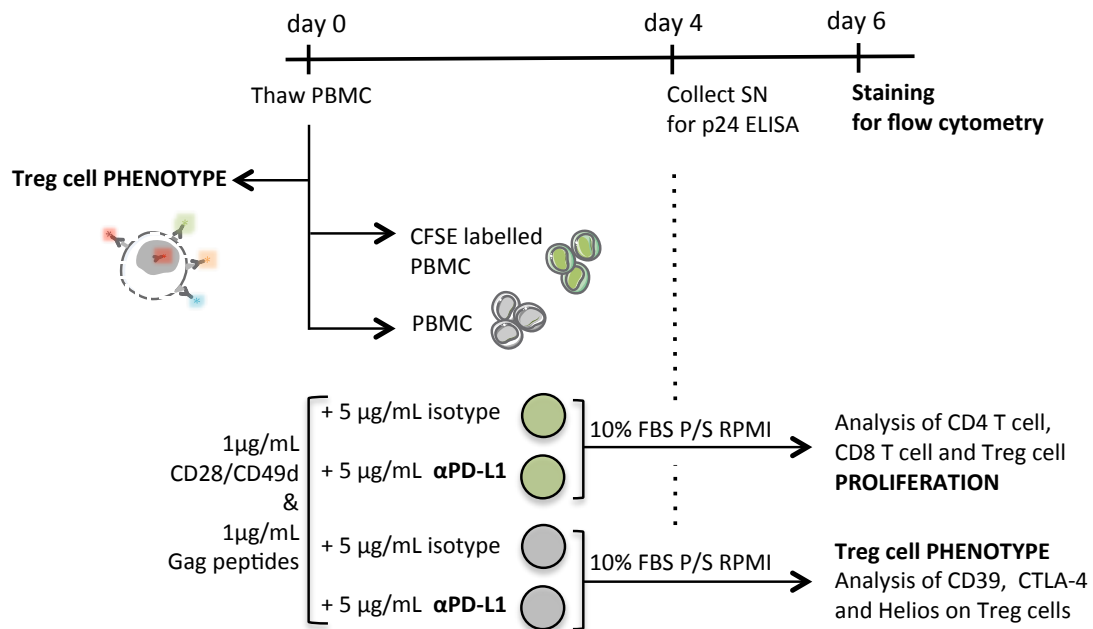 day 0
day 4
day 6
Thaw PBMC
Collect SN
for p24 ELISA
Staining
for flow cytometry
Treg cell PHENOTYPE
CFSE labelled
PBMC
PBMC
1µg/mL
CD28/CD49d
&
1µg/mL
Gag peptides
+ 5 µg/mL isotype
+ 5 µg/mL αPD-L1
10% FBS P/S RPMI
Analysis of CD4 T cell,
CD8 T cell and Treg cell
PROLIFERATION
+ 5 µg/mL isotype
+ 5 µg/mL αPD-L1
10% FBS P/S RPMI
Treg cell PHENOTYPE
Analysis of CD39, CTLA-4
and Helios on Treg cells